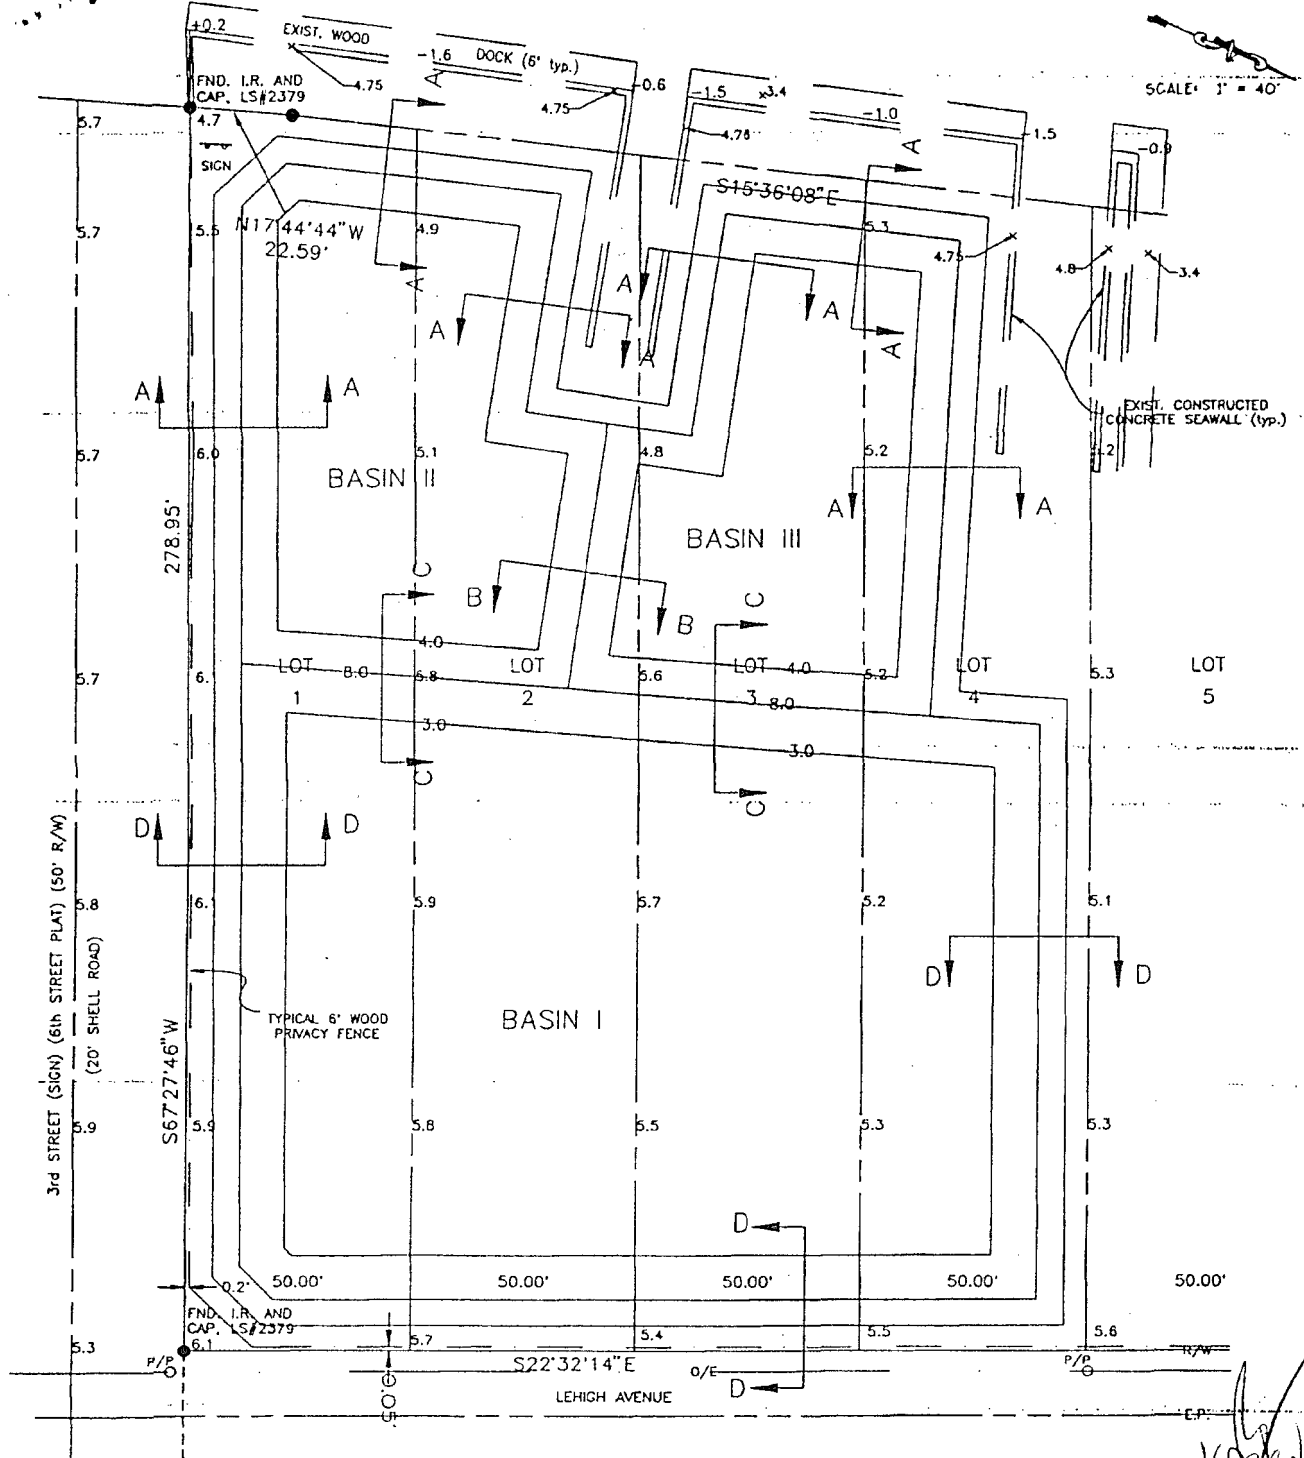 +0.2
EXIST. WOOD
-1.6
DOCK (6' typ.)
A
-0.6
-1.5
3.4
-1.0
A
-1.5
-0.9
SCALE: 1" = 40'
FND. I.R. AND
CAP, LS#2379
4.75
4.75
4.75
5.7
4.7
SIGN
S15°36'08"E
5.7
5.5
N17°44'44"W
22.59'
4.9
5.3
4.75
4.8
3.4
A
A
A
A
A
A
A
A
EXIST. CONSTRUCTED
CONCRETE SEAWALL (typ.)
5.7
6.0
5.1
4.8
5.2
BASIN II
A
A
278.95'
BASIN III
C
B
B
C
4.0
LOT
1
8.0
5.7
5.8
LOT
2
5.6
LOT
3
4.0
5.2
LOT
4
5.3
LOT
5
8.0
3.0
3.0
C
C
D
D
3rd STREET (SIGN) (6th STREET PLAT) (50' R/W)
(20' SHELL ROAD)
5.8
6.1
5.9
5.7
5.2
5.1
D
D
TYPICAL 6' WOOD
PRIVACY FENCE
BASIN I
S67°27'46"W
5.9
5.9
5.8
5.5
5.3
5.3
D
0.2'
50.00'
50.00'
50.00'
50.00'
50.00'
FND. I.R. AND
CAP, LS#2379
5.3
6.1
5.7
5.4
5.5
5.6
R/W
P/P
S22°32'14"E
O/E
P/P
D
LEHIGH AVENUE
E.P.